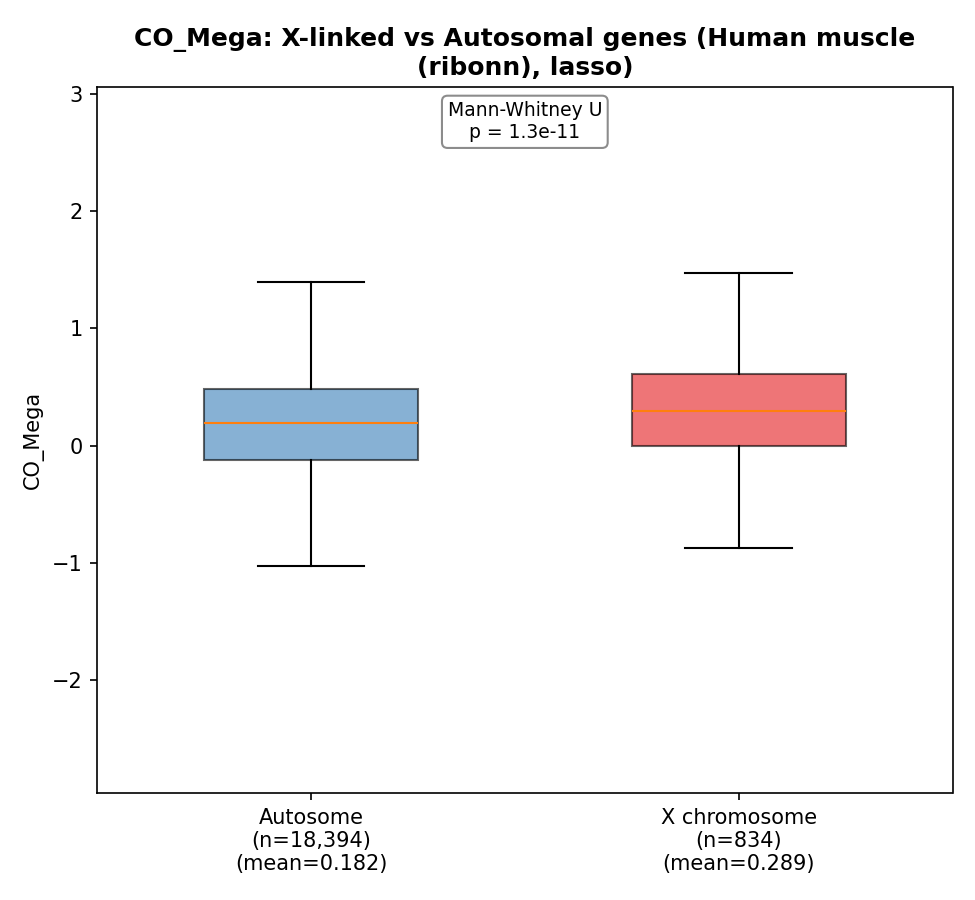 CO_Mega: X-linked vs Autosomal genes (Human muscle
(ribonn), lasso)
Mann-Whitney U
p = 1.3e-11
3
2
1
0
−1
−2
CO_Mega
Autosome
(n=18,394)
(mean=0.182)
X chromosome
(n=834)
(mean=0.289)